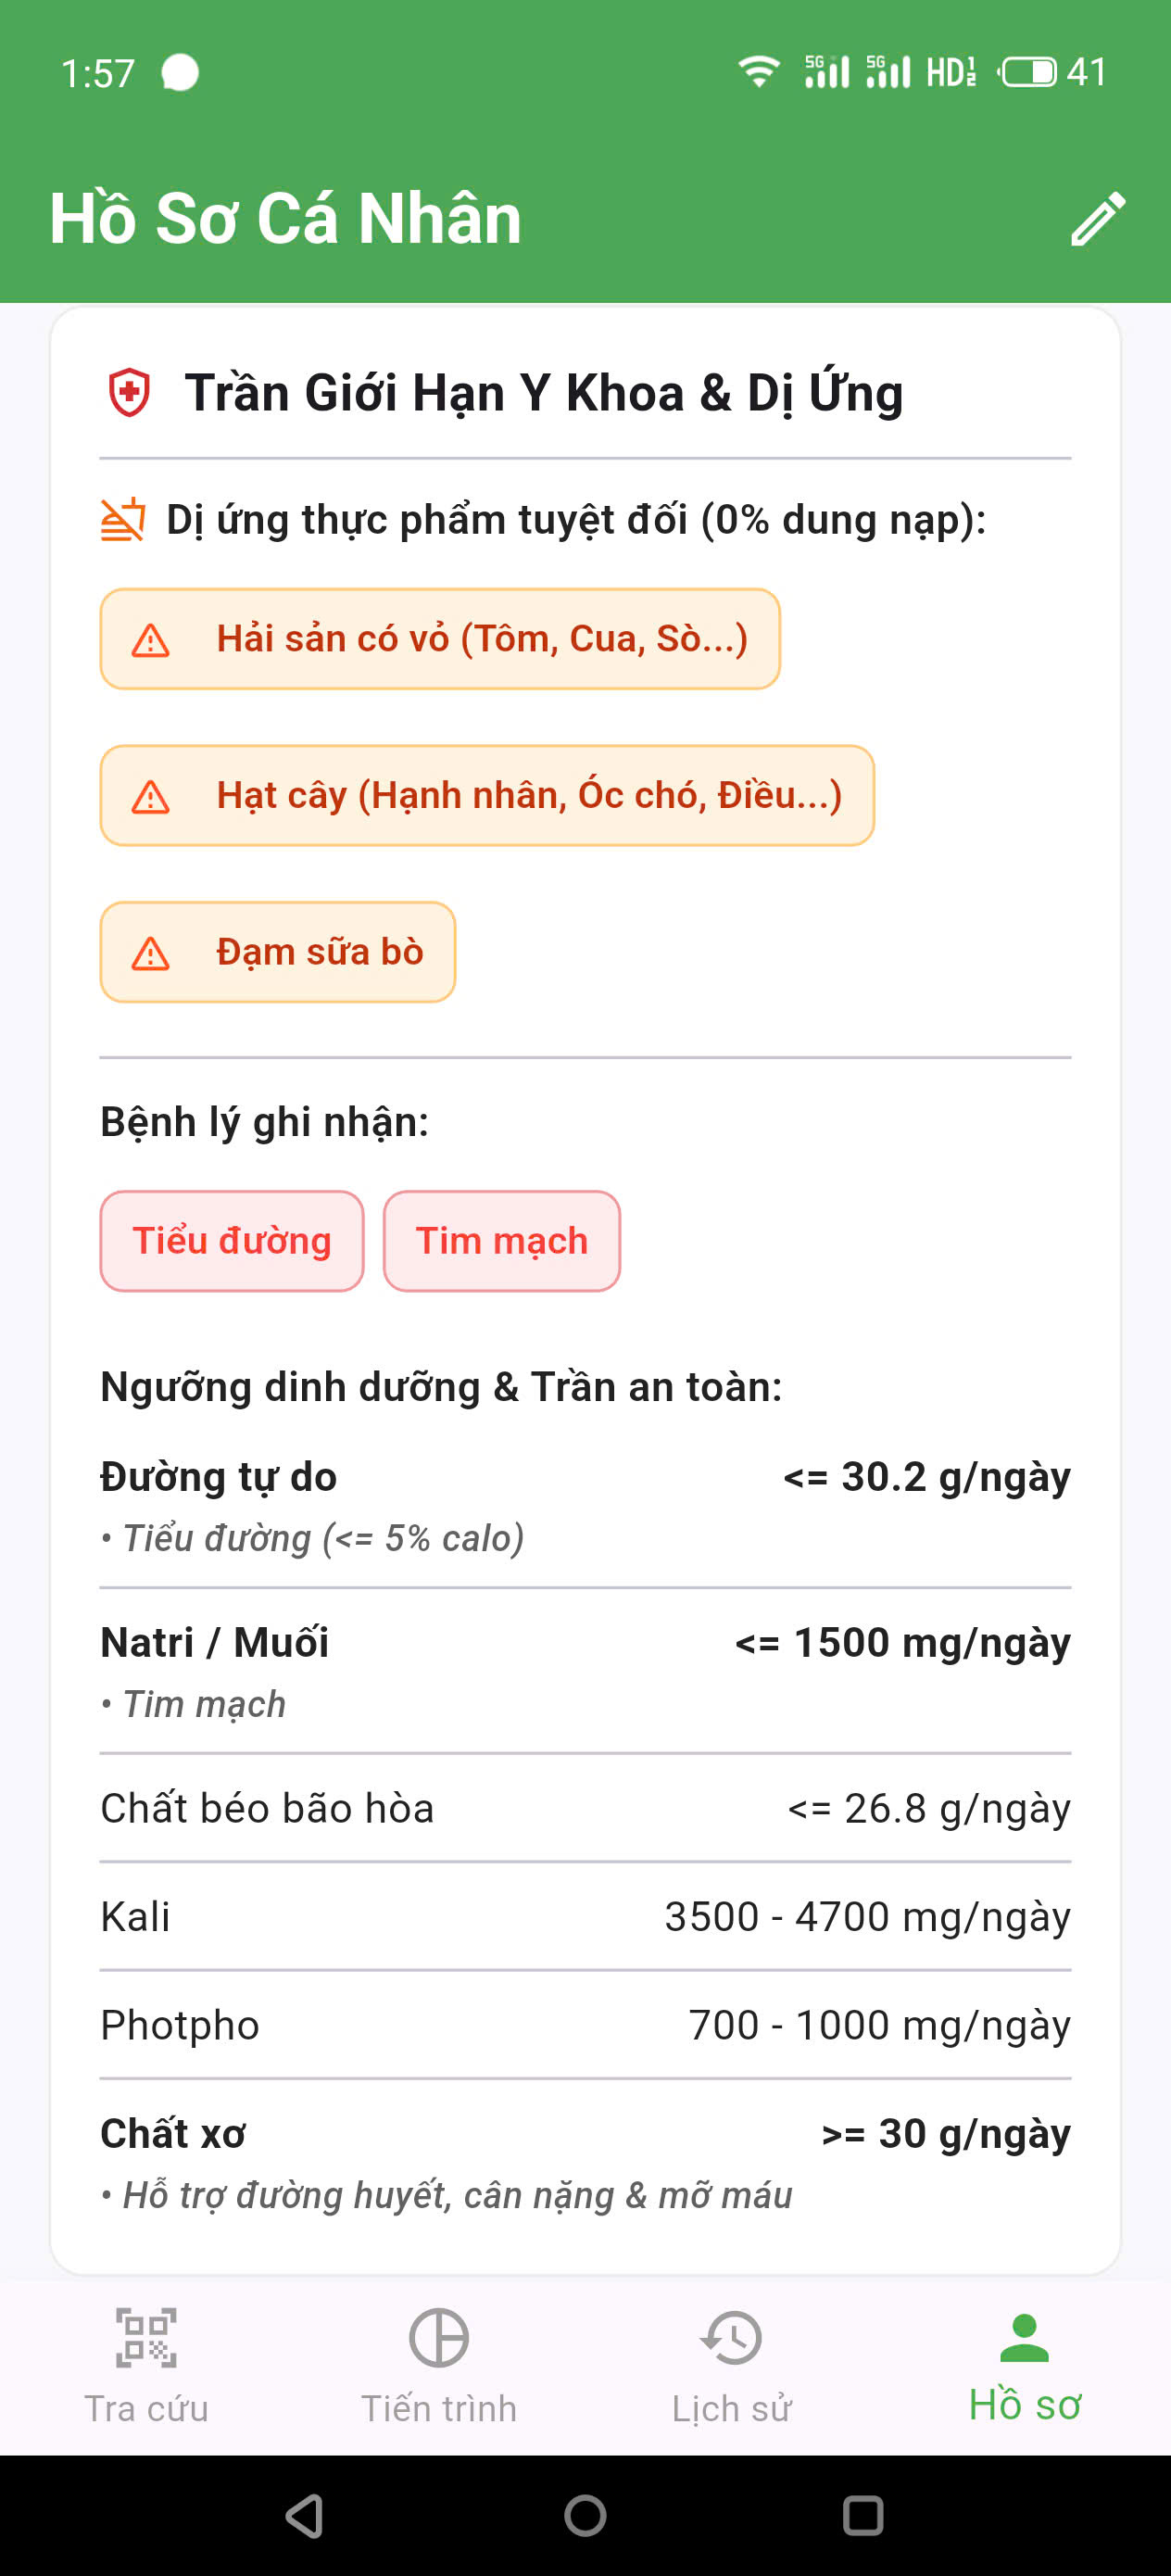 1:57 5G 5G HD 1 2 41
Hồ Sơ Cá Nhân
Trần Giới Hạn Y Khoa & Dị Ứng
Dị ứng thực phẩm tuyệt đối (0% dung nạp):
Hải sản có vỏ (Tôm, Cua, Sò...)
Hạt cây (Hạnh nhân, Óc chó, Điều...)
Đạm sữa bò
Bệnh lý ghi nhận:
Tiểu đường Tim mạch
Ngưỡng dinh dưỡng & Trần an toàn:
Đường tự do <= 30.2 g/ngày
• Tiểu đường (<= 5% calo)
Natri / Muối <= 1500 mg/ngày
• Tim mạch
Chất béo bão hòa <= 26.8 g/ngày
Kali 3500 - 4700 mg/ngày
Photpho 700 - 1000 mg/ngày
Chất xơ >= 30 g/ngày
• Hỗ trợ đường huyết, cân nặng & mỡ máu
Tra cứu Tiến trình Lịch sử Hồ sơ